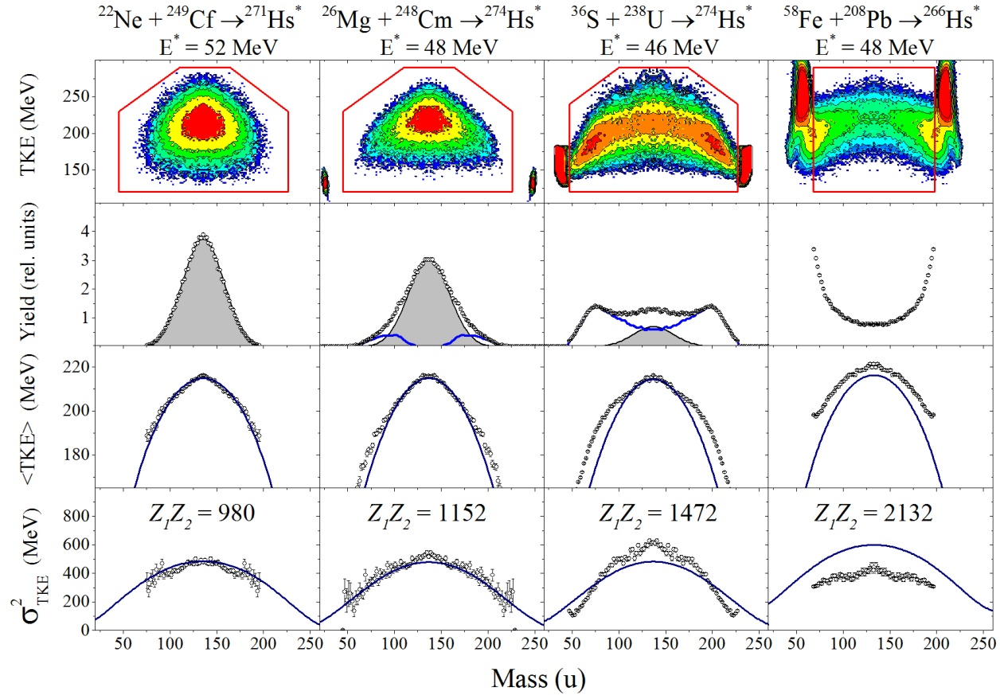 ²²Ne + ²⁴⁹Cf → ²⁷¹Hs* ²⁶Mg + ²⁴⁸Cm → ²⁷⁴Hs* ³⁶S + ²³⁸U → ²⁷⁴Hs* ⁵⁸Fe + ²⁰⁸Pb → ²⁶⁶Hs*
E* = 52 MeV E* = 48 MeV E* = 46 MeV E* = 48 MeV
TKE (MeV)
250
200
150
Yield (rel. units)
4
3
2
1
<TKE> (MeV)
220
200
180
σ²TKE (MeV)
Z₁Z₂ = 980 Z₁Z₂ = 1152 Z₁Z₂ = 1472 Z₁Z₂ = 2132
800
600
400
200
0
50 100 150 200 50 100 150 200 250 50 100 150 200 50 100 150 200 250
Mass (u)